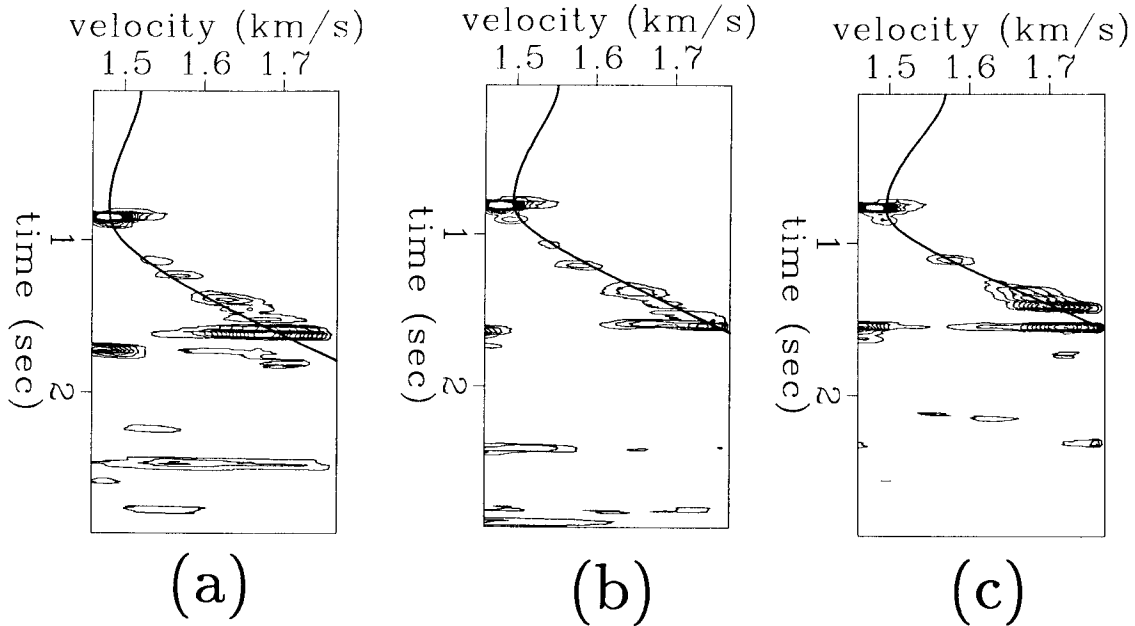 velocity (km/s)
1.5 1.6 1.7
time (sec)
1
2
(a)
velocity (km/s)
1.5 1.6 1.7
time (sec)
1
2
(b)
velocity (km/s)
1.5 1.6 1.7
time (sec)
1
2
(c)